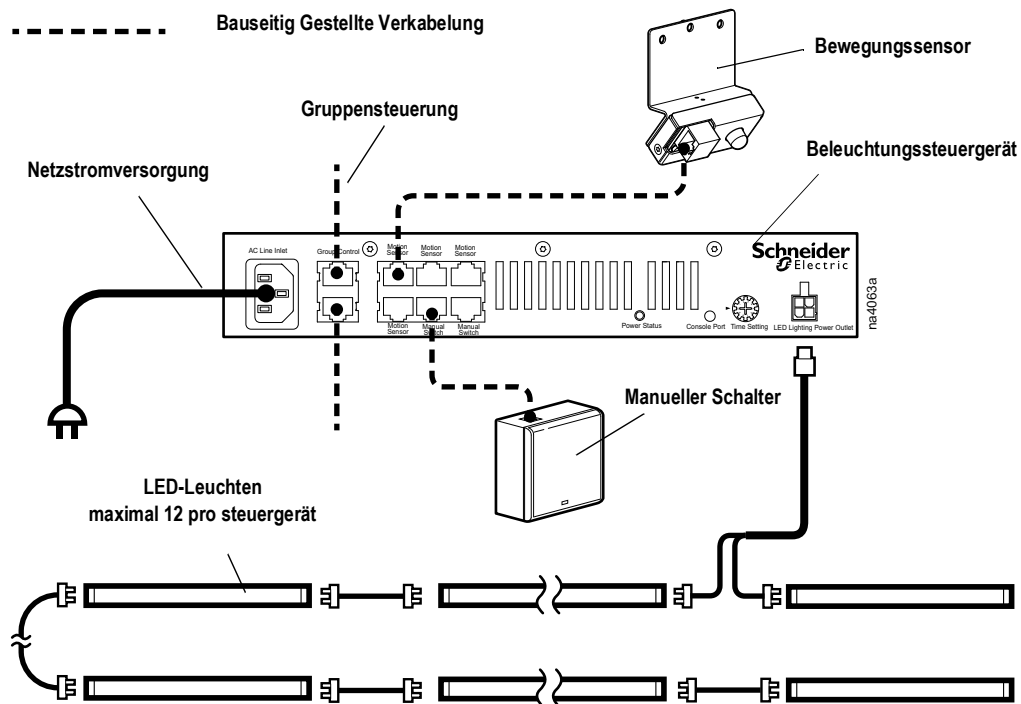 Bauseitig Gestellte Verkabelung
Bewegungssensor
Gruppensteuerung
Netzstromversorgung
Beleuchtungssteuergerät
AC Line Inlet
Group Control
Motion
Sensor
Motion
Sensor
Motion
Sensor
Schneider
Electric
na4063a
Motion
Sensor
Manual
Switch
Manual
Switch
Power Status
Console Port
Time Setting
LED Lighting Power Outlet
Manueller Schalter
LED-Leuchten
maximal 12 pro steuergerät